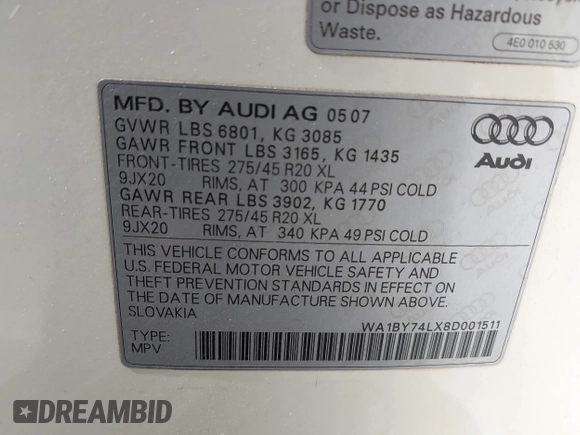 or Dispose as Hazardous
Waste.
4E0 010 530
MFD. BY AUDI AG 05 07
GVWR LBS 6801, KG 3085
GAWR FRONT LBS 3165, KG 1435
FRONT-TIRES 275/45 R20 XL
9JX20 RIMS, AT 300 KPA 44 PSI COLD
GAWR REAR LBS 3902, KG 1770
REAR-TIRES 275/45 R20 XL
9JX20 RIMS, AT 340 KPA 49 PSI COLD
Audi
THIS VEHICLE CONFORMS TO ALL APPLICABLE
U.S. FEDERAL MOTOR VEHICLE SAFETY AND
THEFT PREVENTION STANDARDS IN EFFECT ON
THE DATE OF MANUFACTURE SHOWN ABOVE.
SLOVAKIA
WA1BY74LX8D001511
TYPE:
MPV
DREAMBID